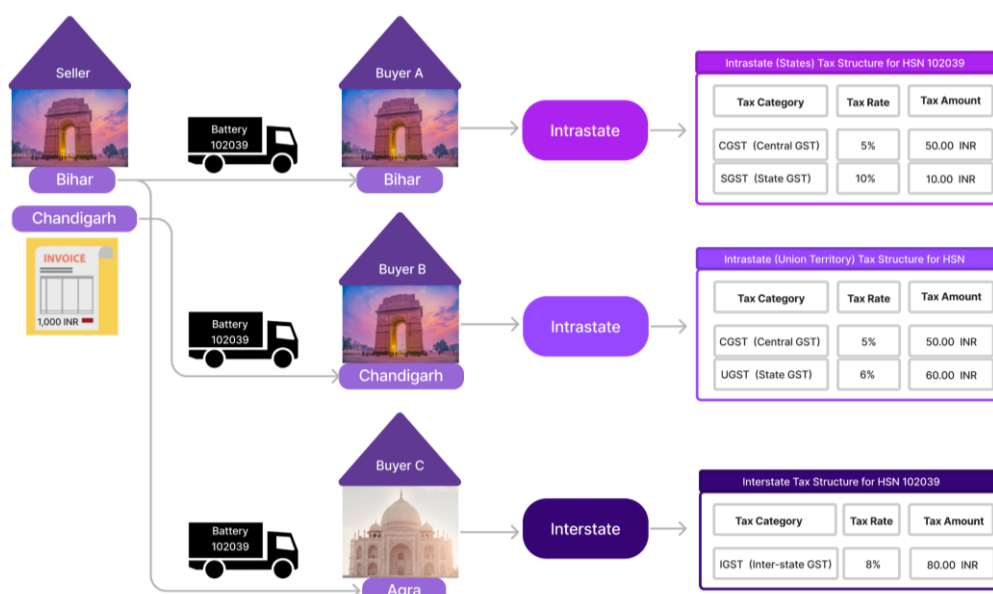 Seller
Bihar
Chandigarh
INVOICE
1,000 INR
Battery
102039
Buyer A
Bihar
Intrastate
Intrastate (States) Tax Structure for HSN 102039
Tax Category Tax Rate Tax Amount
CGST (Central GST) 5% 50.00 INR
SGST (State GST) 10% 10.00 INR
Battery
102039
Buyer B
Chandigarh
Intrastate
Intrastate (Union Territory) Tax Structure for HSN
Tax Category Tax Rate Tax Amount
CGST (Central GST) 5% 50.00 INR
UGST (State GST) 6% 60.00 INR
Battery
102039
Buyer C
Agra
Interstate
Interstate Tax Structure for HSN 102039
Tax Category Tax Rate Tax Amount
IGST (Inter-state GST) 8% 80.00 INR